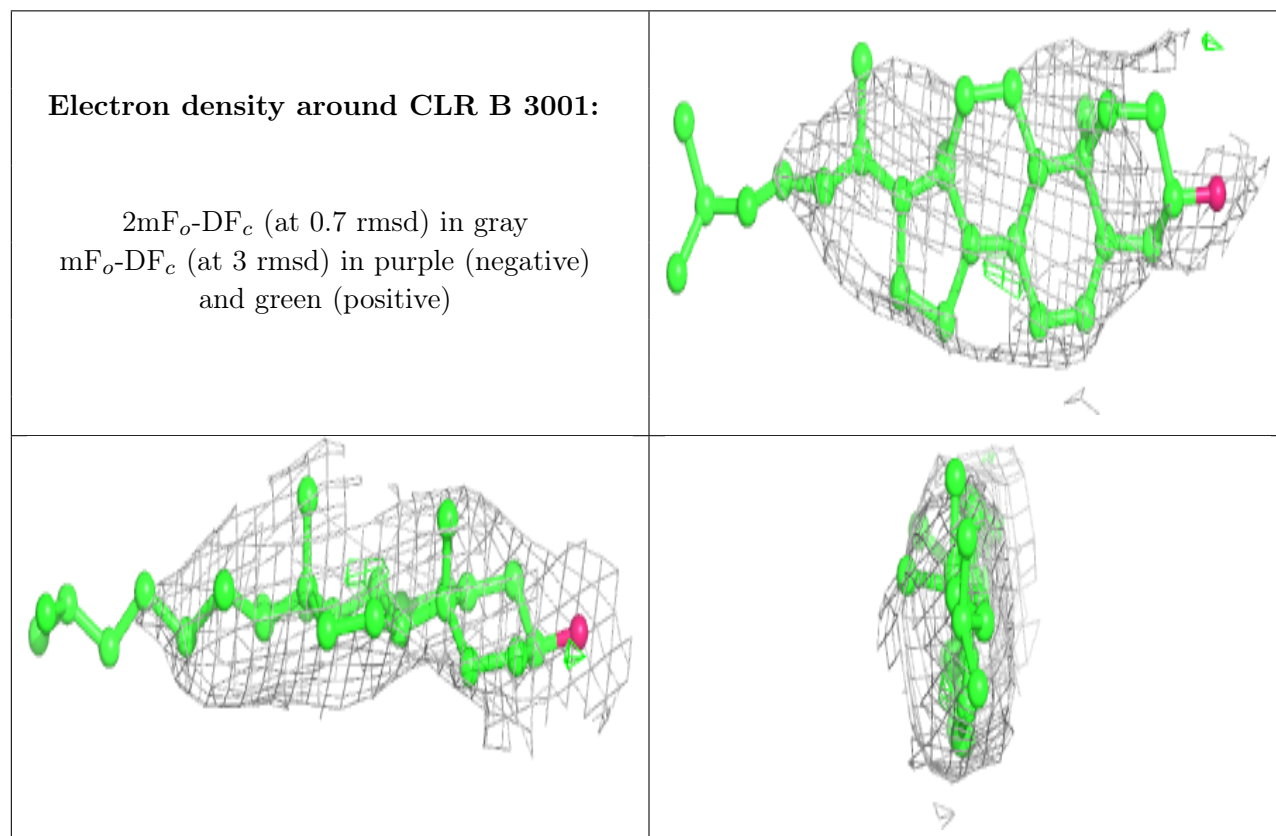 Electron density around CLR B 3001:
2mFo-DFc (at 0.7 rmsd) in gray
mFo-DFc (at 3 rmsd) in purple (negative)
and green (positive)